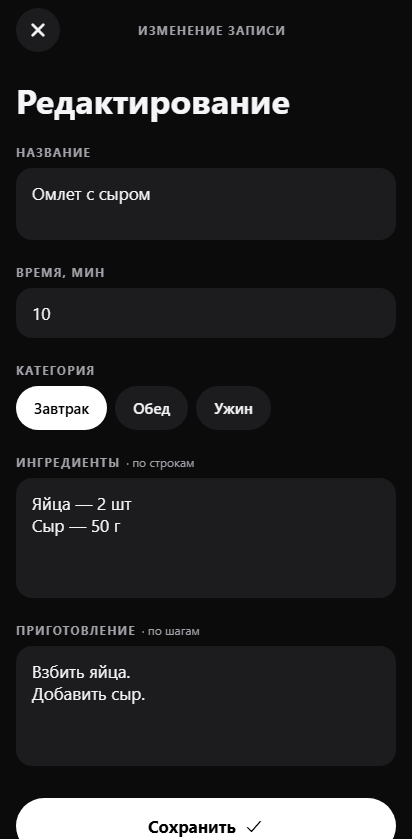 ИЗМЕНЕНИЕ ЗАПИСИ
Редактирование
НАЗВАНИЕ
Омлет с сыром
ВРЕМЯ, МИН
10
КАТЕГОРИЯ
Завтрак Обед Ужин
ИНГРЕДИЕНТЫ · по строкам
Яйца — 2 шт
Сыр — 50 г
ПРИГОТОВЛЕНИЕ · по шагам
Взбить яйца.
Добавить сыр.
Сохранить ✓